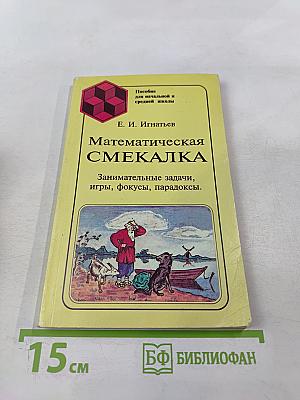 Пособие
для начальной и
средней школы
Е. И. Игнатьев
Математическая
СМЕКАЛКА
Занимательные задачи,
игры, фокусы, парадоксы.
15 см
БФ БИБЛИОФАН